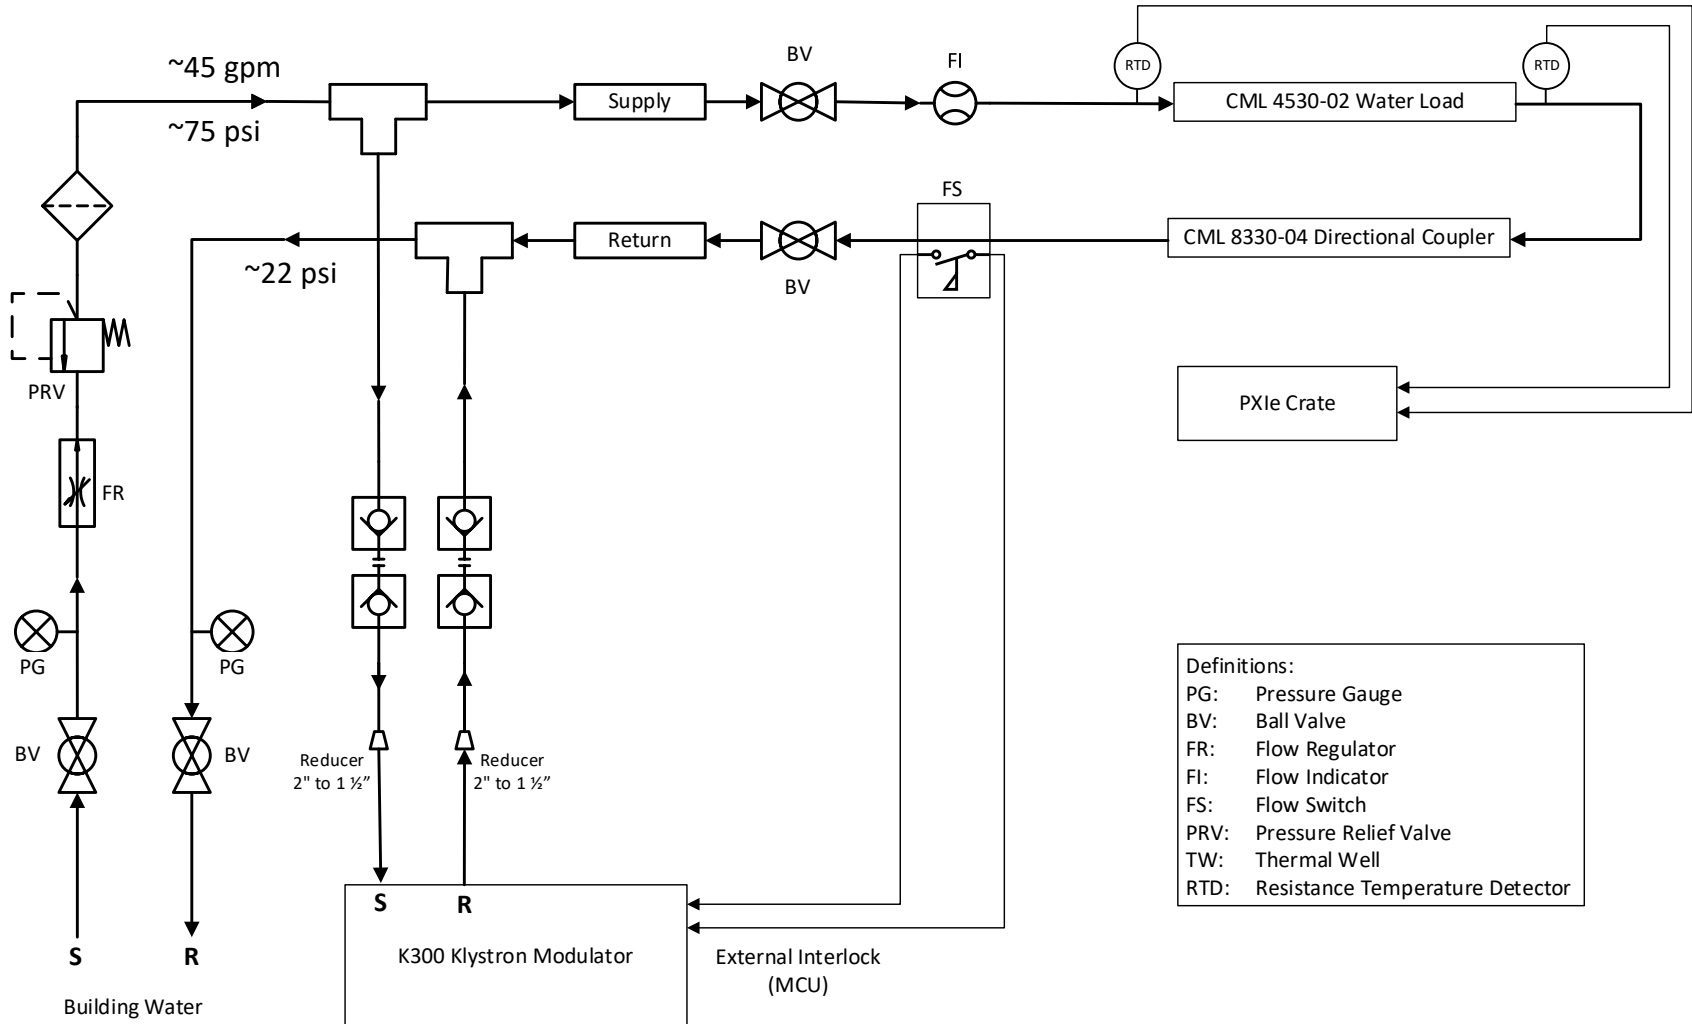 ~45 gpm
~75 psi
Supply
BV
FI
RTD
CML 4530-02 Water Load
RTD
FS
~22 psi
Return
BV
CML 8330-04 Directional Coupler
PRV
PXIe Crate
FR
PG
PG
BV
BV
Reducer
2" to 1 ½”
Reducer
2" to 1 ½”
S
R
Building Water
S
R
K300 Klystron Modulator
External Interlock
(MCU)
Definitions:
PG: Pressure Gauge
BV: Ball Valve
FR: Flow Regulator
FI: Flow Indicator
FS: Flow Switch
PRV: Pressure Relief Valve
TW: Thermal Well
RTD: Resistance Temperature Detector